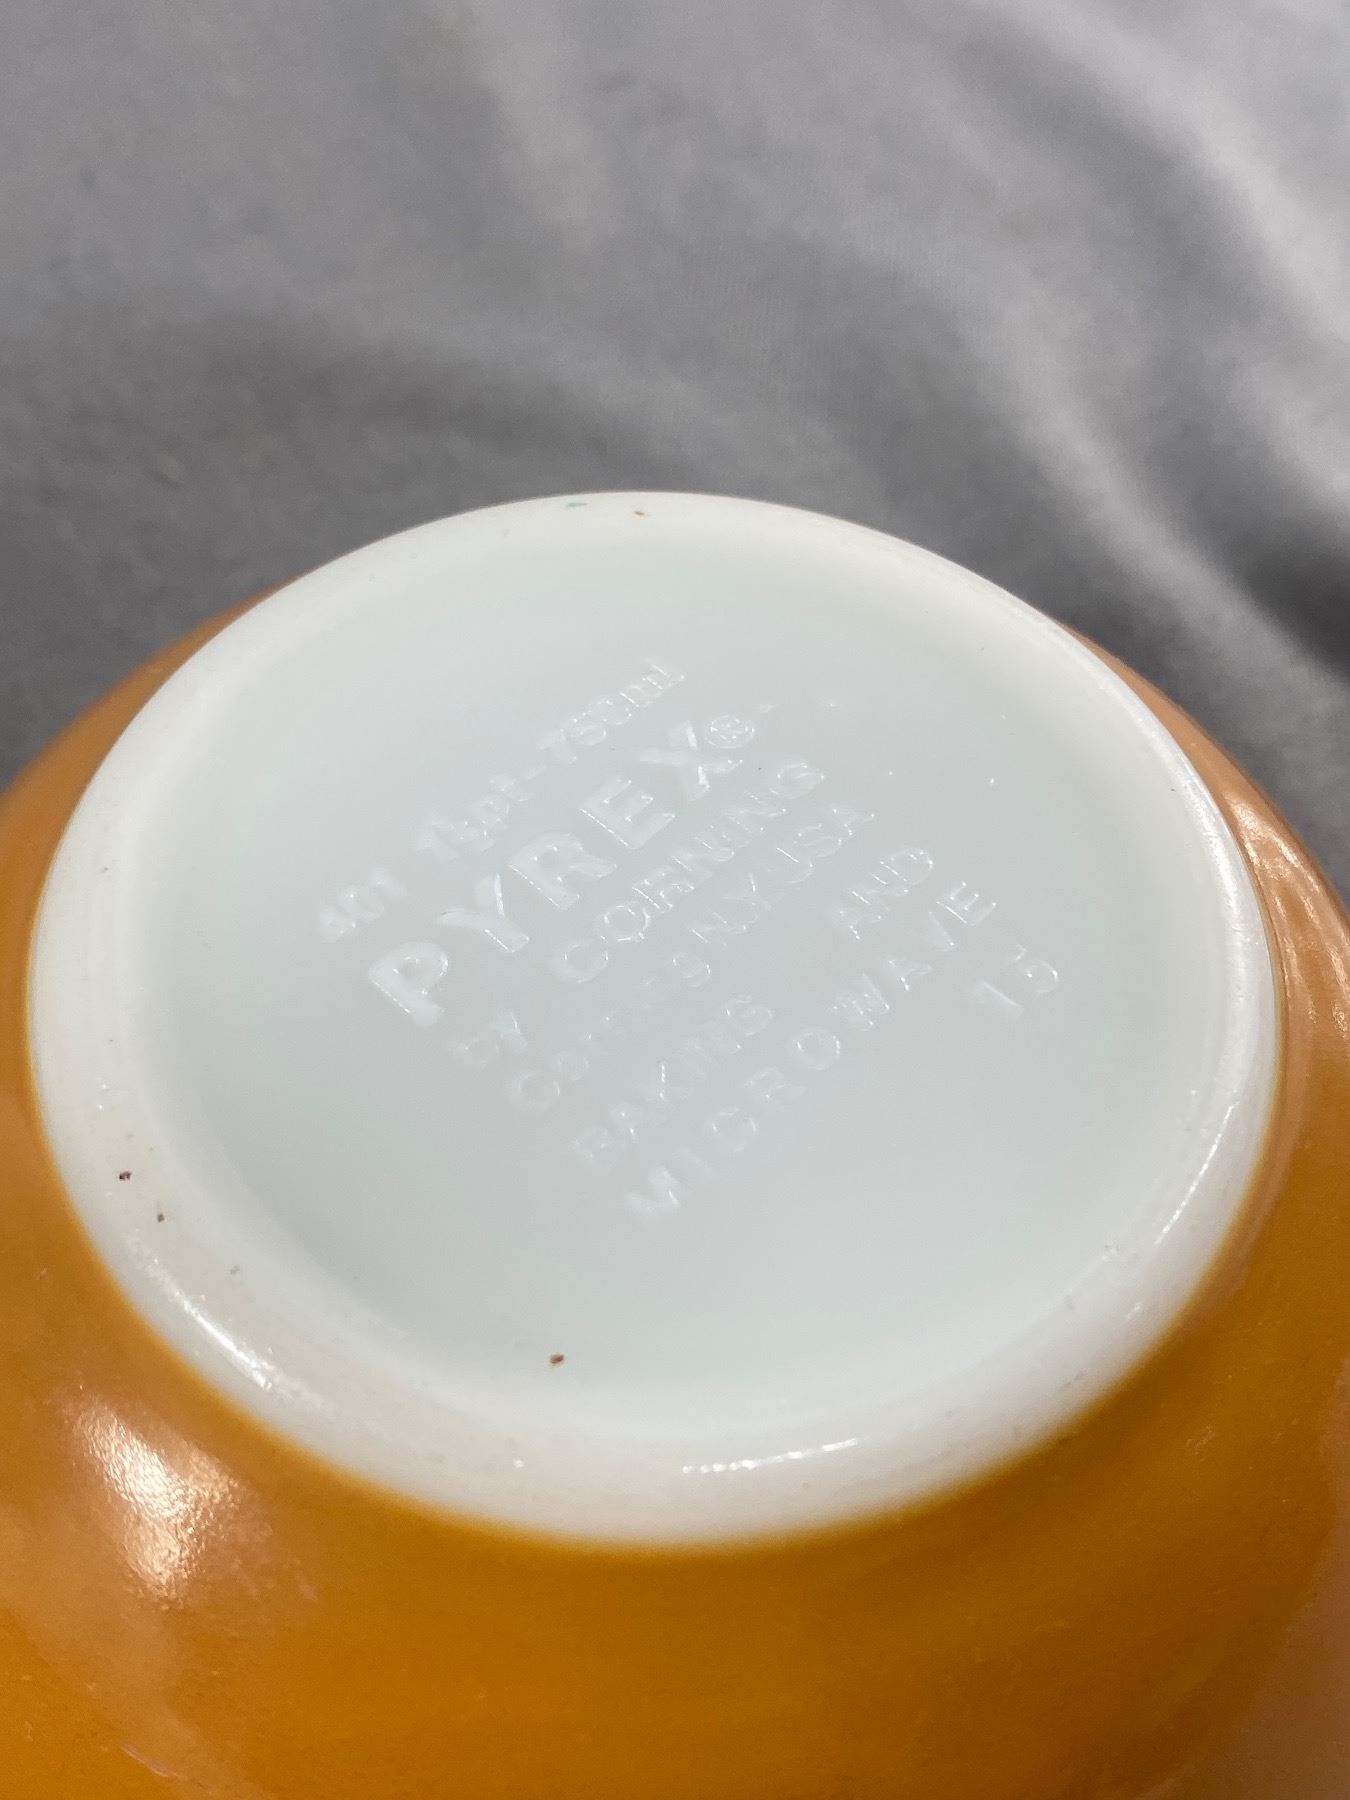 401 1½pt-750ml
PYREX®
BY CORNING
CORNING N.Y. USA
BAKING AND
MICROWAVE
15